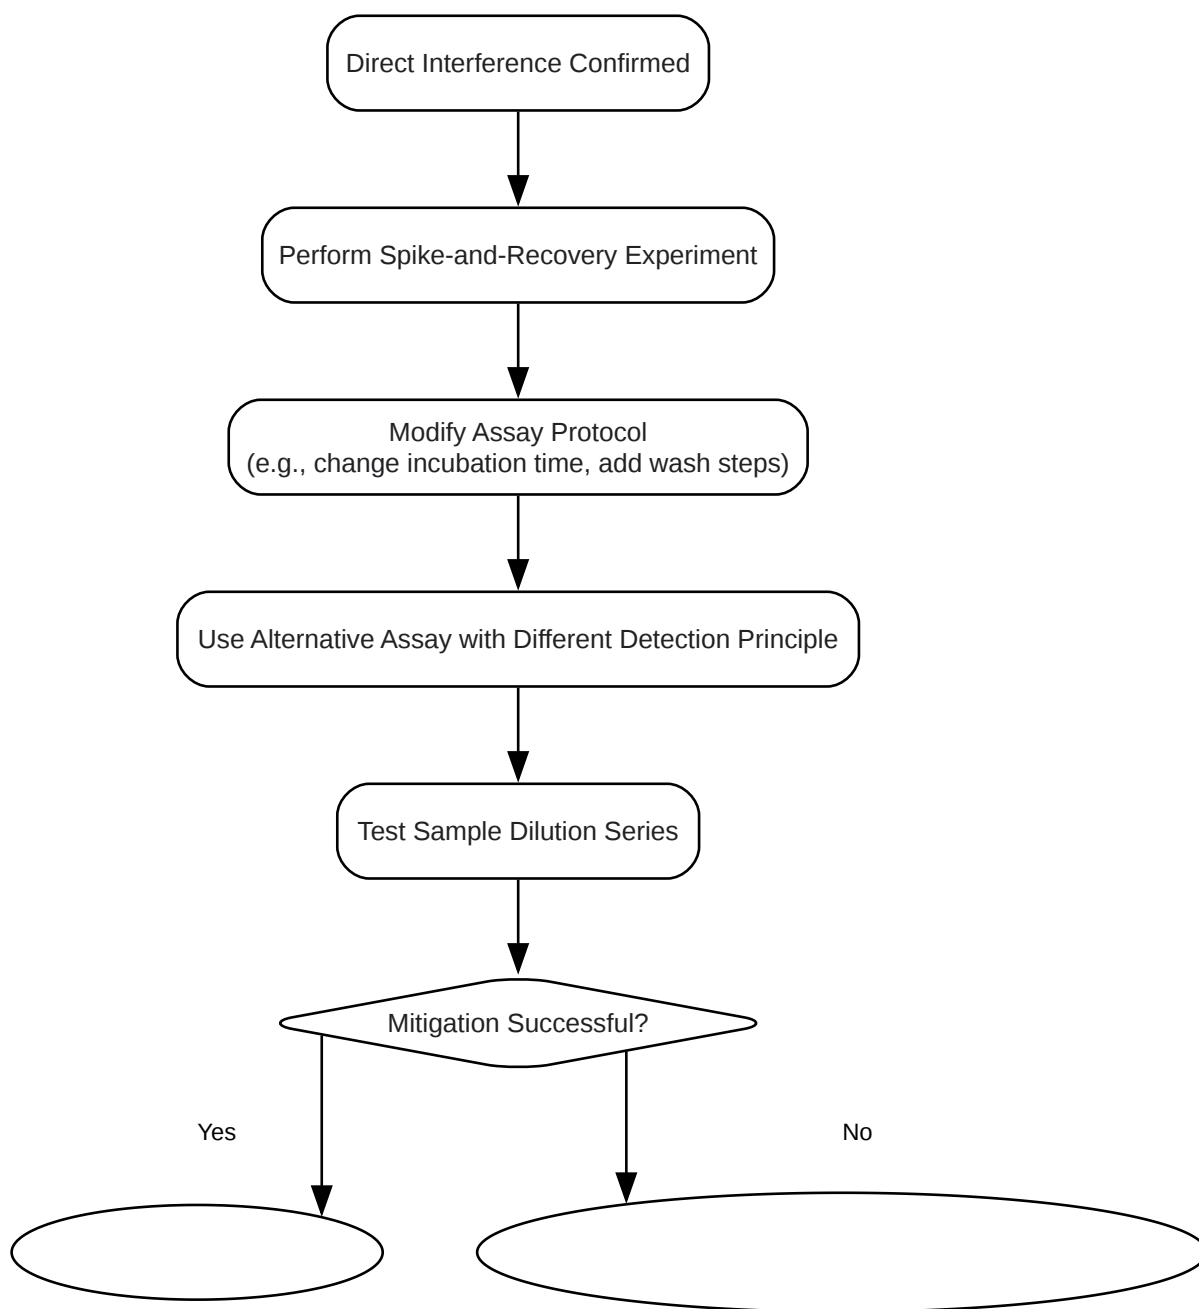 Direct Interference Confirmed
Perform Spike-and-Recovery Experiment
Modify Assay Protocol
(e.g., change incubation time, add wash steps)
Use Alternative Assay with Different Detection Principle
Test Sample Dilution Series
Mitigation Successful?
Yes
No